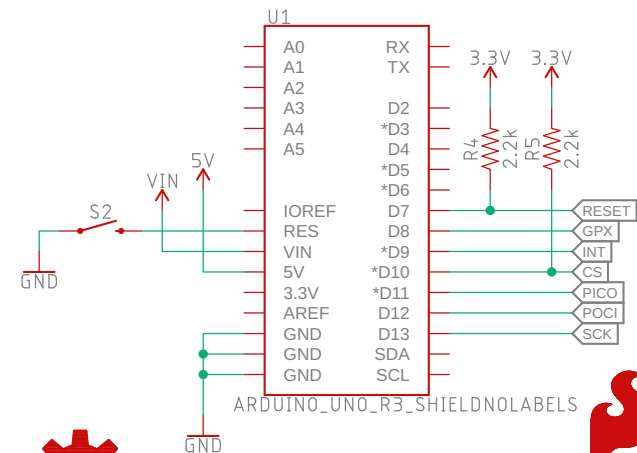 U1
A0 RX
A1 TX
A2
A3 D2
A4 *D3
A5 D4
*D5
*D6
IOREF D7
RES D8
VIN *D9
5V *D10
3.3V *D11
AREF D12
GND D13
GND SDA
GND SCL
ARDUINO_UNO_R3_SHIELDNOLABELS
3.3V
3.3V
R4
2.2k
R5
2.2k
5V
VIN
S2
GND
GND
RESET
GPX
INT
CS
PICO
POCI
SCK